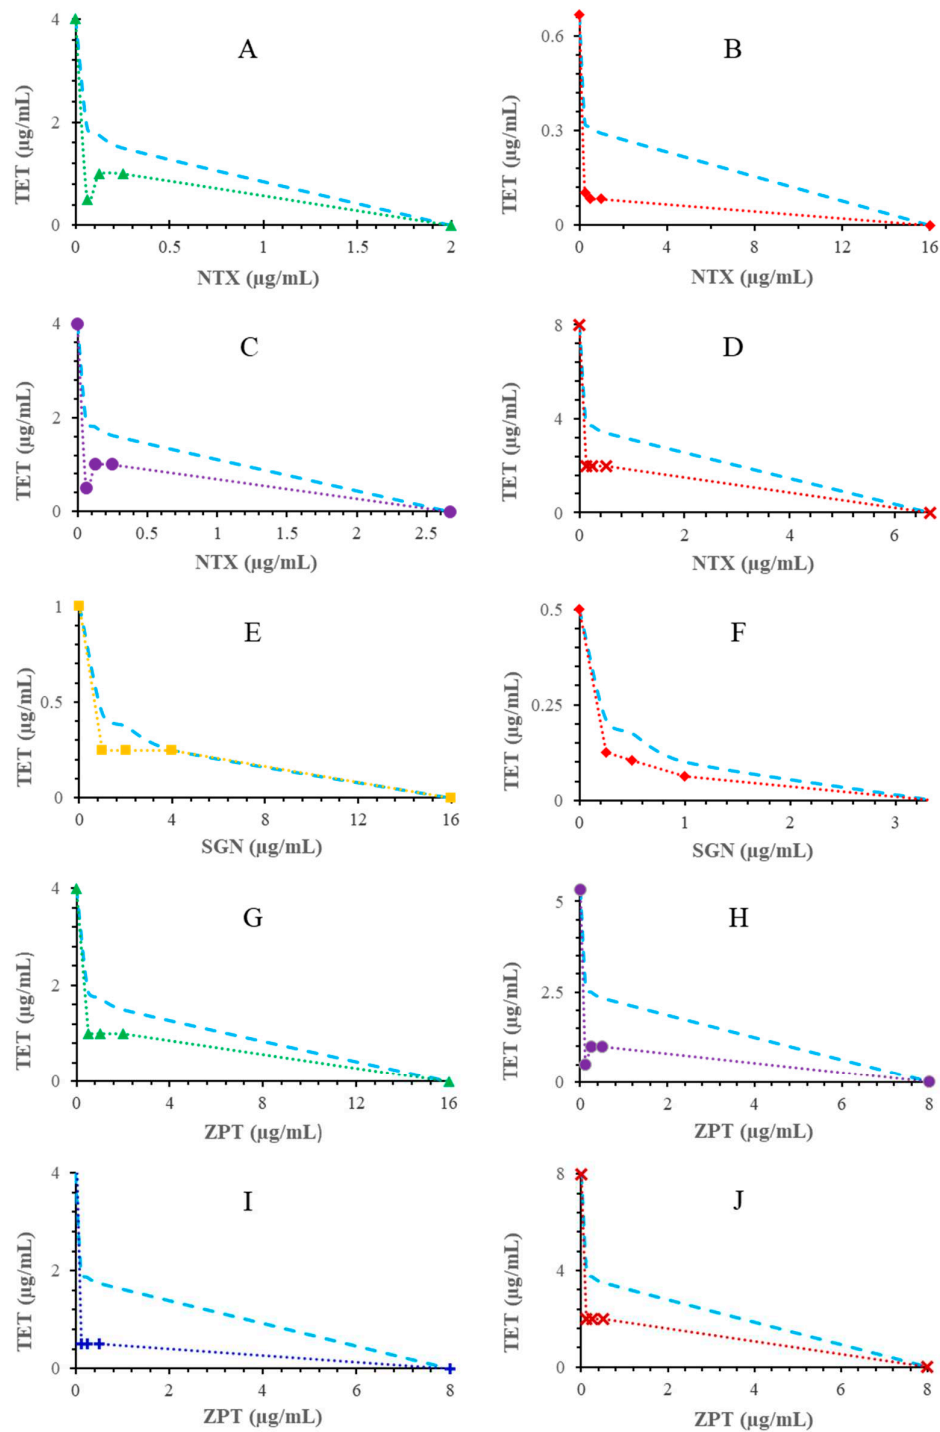 A
TET (µg/mL)
4
2
0
0 0.5 1 1.5 2
NTX (µg/mL)
B
TET (µg/mL)
0.6
0.3
0
0 4 8 12 16
NTX (µg/mL)
C
TET (µg/mL)
4
2
0
0 0.5 1 1.5 2 2.5
NTX (µg/mL)
D
TET (µg/mL)
8
4
0
0 2 4 6
NTX (µg/mL)
E
TET (µg/mL)
1
0.5
0
0 4 8 12 16
SGN (µg/mL)
F
TET (µg/mL)
0.5
0.25
0
0 1 2 3
SGN (µg/mL)
G
TET (µg/mL)
4
2
0
0 4 8 12 16
ZPT (µg/mL)
H
TET (µg/mL)
5
2.5
0
0 2 4 6 8
ZPT (µg/mL)
I
TET (µg/mL)
4
2
0
0 2 4 6 8
ZPT (µg/mL)
J
TET (µg/mL)
8
4
0
0 2 4 6 8
ZPT (µg/mL)